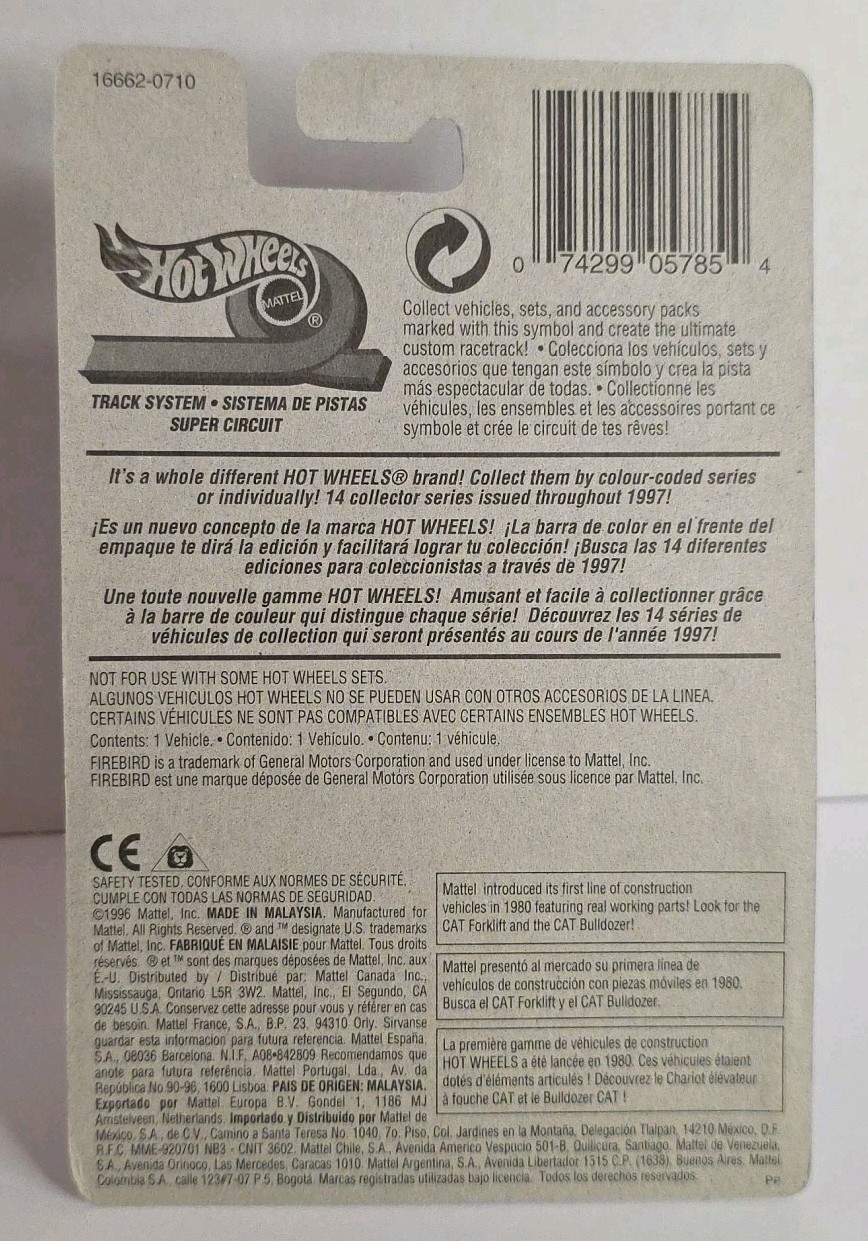 16662-0710
0 74299 05785 4
HOT WHEELS
MATTEL
®
TRACK SYSTEM • SISTEMA DE PISTAS
SUPER CIRCUIT
Collect vehicles, sets, and accessory packs
marked with this symbol and create the ultimate
custom racetrack! • Colecciona los vehículos, sets y
accesorios que tengan este símbolo y crea la pista
más espectacular de todas. • Collectionne les
véhicules, les ensembles et les accessoires portant ce
symbole et crée le circuit de tes rêves!
It's a whole different HOT WHEELS® brand! Collect them by colour-coded series
or individually! 14 collector series issued throughout 1997!
¡Es un nuevo concepto de la marca HOT WHEELS! ¡La barra de color en el frente del
empaque te dirá la edición y facilitará lograr tu colección! ¡Busca las 14 diferentes
ediciones para coleccionistas a través de 1997!
Une toute nouvelle gamme HOT WHEELS! Amusant et facile à collectionner grâce
à la barre de couleur qui distingue chaque série! Découvrez les 14 séries de
véhicules de collection qui seront présentés au cours de l'année 1997!
NOT FOR USE WITH SOME HOT WHEELS SETS.
ALGUNOS VEHICULOS HOT WHEELS NO SE PUEDEN USAR CON OTROS ACCESORIOS DE LA LINEA.
CERTAINS VÉHICULES NE SONT PAS COMPATIBLES AVEC CERTAINS ENSEMBLES HOT WHEELS.
Contents: 1 Vehicle. • Contenido: 1 Vehículo. • Contenu: 1 véhicule.
FIREBIRD is a trademark of General Motors Corporation and used under license to Mattel, Inc.
FIREBIRD est une marque déposée de General Motors Corporation utilisée sous licence par Mattel, Inc.
CE
SAFETY TESTED. CONFORME AUX NORMES DE SÉCURITÉ.
CUMPLE CON TODAS LAS NORMAS DE SEGURIDAD.
©1996 Mattel, Inc. MADE IN MALAYSIA. Manufactured for
Mattel. All Rights Reserved. ® and ™ designate U.S. trademarks
of Mattel, Inc. FABRIQUÉ EN MALAISIE pour Mattel. Tous droits
réservés. ® et ™ sont des marques déposées de Mattel, Inc. aux
É.-U. Distributed by / Distribué par: Mattel Canada Inc.,
Mississauga, Ontario L5R 3W2. Mattel, Inc., El Segundo, CA
90245 U.S.A. Conservez cette adresse pour vous y référer en cas
de besoin. Mattel France, S.A., B.P. 23, 94310 Orly. Sirvanse
guardar esta informacion para futura referencia. Mattel España,
S.A., 08036 Barcelona. N.I.F. A08•842809 Recomendamos que
anote para futura referência. Mattel Portugal, Lda., Av. da
República No 90-96, 1600 Lisboa. PAIS DE ORIGEN: MALAYSIA.
Exportado por Mattel Europa B.V. Gondel 1, 1186 MJ
Amstelveen, Netherlands. Importado y Distribuido por Mattel de
México, S.A., de C.V., Camino a Santa Teresa No. 1040, 7o. Piso, Col. Jardines en la Montaña, Delegación Tlalpan, 14210 México, D.F.
R.F.C. MME-920701 NB3 - CNIT 3602. Mattel Chile, S.A., Avenida Americo Vespucio 501-B, Quilicura, Santiago. Mattel de Venezuela,
S.A., Avenida Orinoco, Las Mercedes, Caracas 1010. Mattel Argentina, S.A., Avenida Libertador 1515 C.P. (1638), Buenos Aires. Mattel
Colombia S.A., calle 123#7-07 P.5, Bogotá. Marcas registradas utilizadas bajo licencia. Todos los derechos reservados.
PP
Mattel introduced its first line of construction
vehicles in 1980 featuring real working parts! Look for the
CAT Forklift and the CAT Bulldozer!
Mattel presentó al mercado su primera linea de
vehículos de construcción con piezas móviles en 1980.
Busca el CAT Forklift y el CAT Bulldozer.
La première gamme de véhicules de construction
HOT WHEELS a été lancée en 1980. Ces véhicules étaient
dotés d'éléments articulés ! Découvrez le Chariot élévateur
à fouche CAT et le Bulldozer CAT !